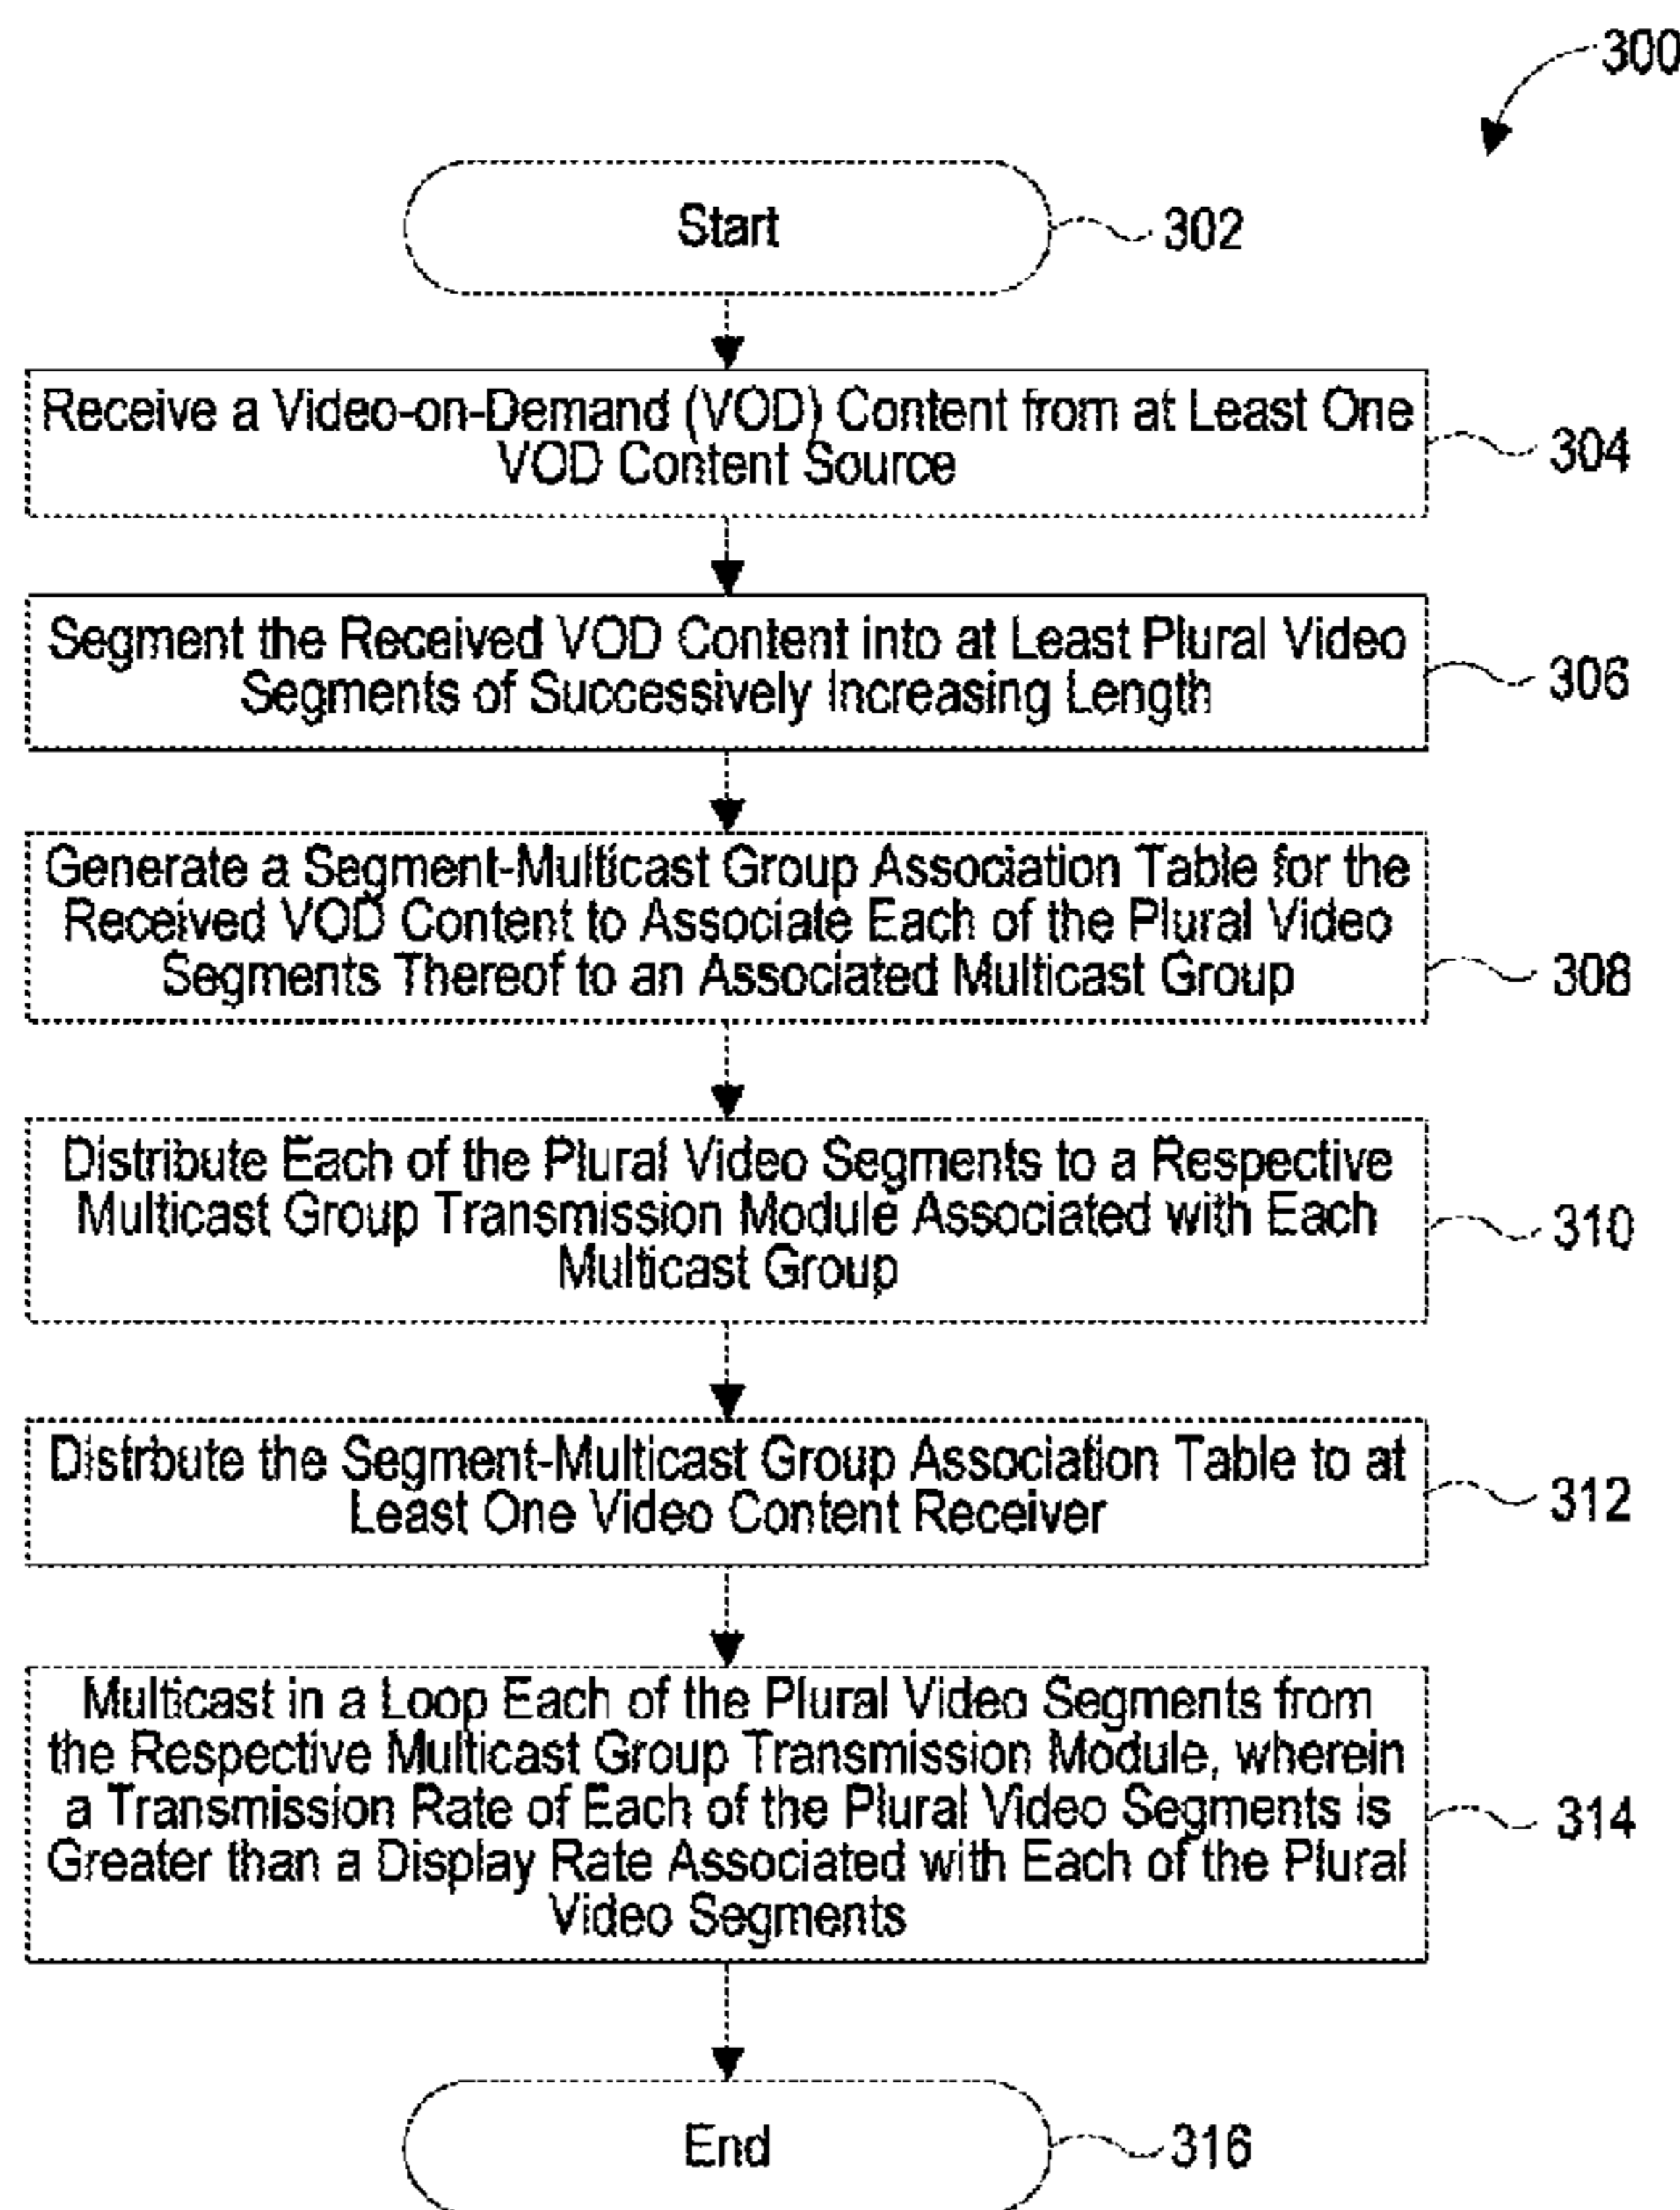 300
Start
302
Receive a Video-on-Demand (VOD) Content from at Least One
VOD Content Source
304
Segment the Received VOD Content into at Least Plural Video
Segments of Successively Increasing Length
306
Generate a Segment-Multicast Group Association Table for the
Received VOD Content to Associate Each of the Plural Video
Segments Thereof to an Associated Multicast Group
308
Distribute Each of the Plural Video Segments to a Respective
Multicast Group Transmission Module Associated with Each
Multicast Group
310
Distrbute the Segment-Multicast Group Association Table to at
Least One Video Content Receiver
312
Multicast in a Loop Each of the Plural Video Segments from
the Respective Multicast Group Transmission Module, wherein
a Transmission Rate of Each of the Plural Video Segments is
Greater than a Display Rate Associated with Each of the Plural
Video Segments
314
End
316